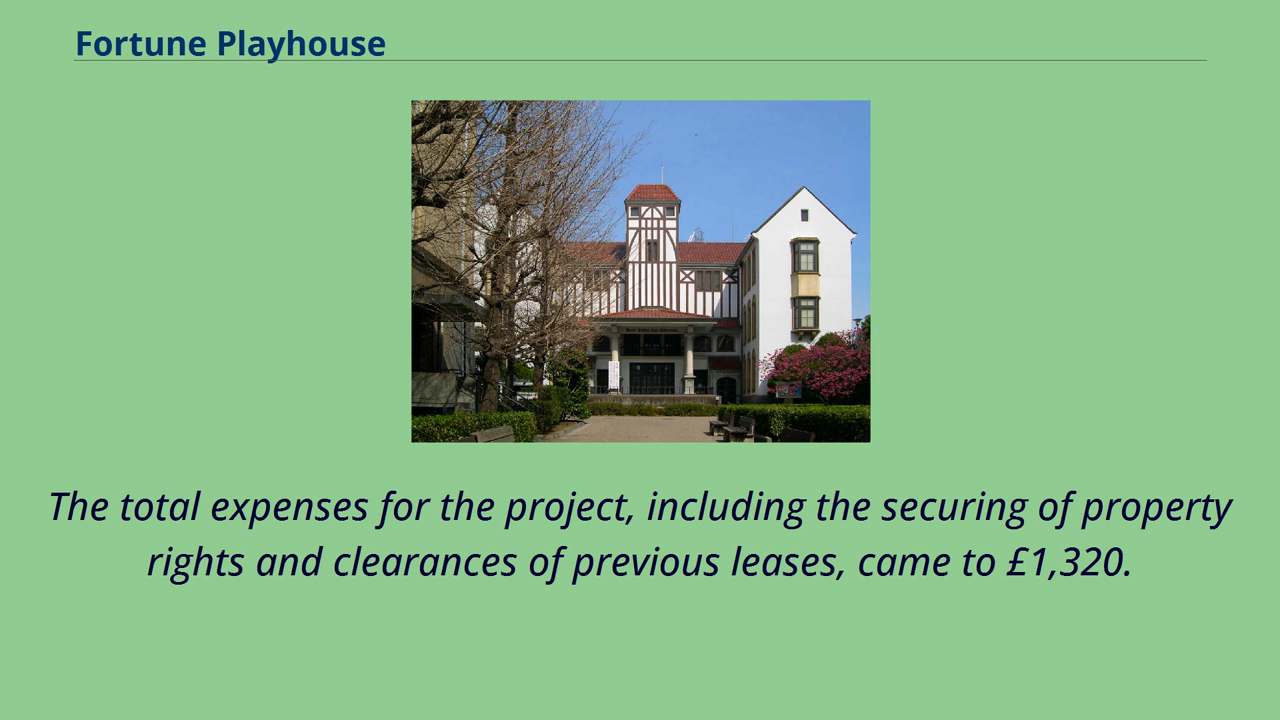 Fortune Playhouse
The total expenses for the project, including the securing of property
rights and clearances of previous leases, came to £1,320.